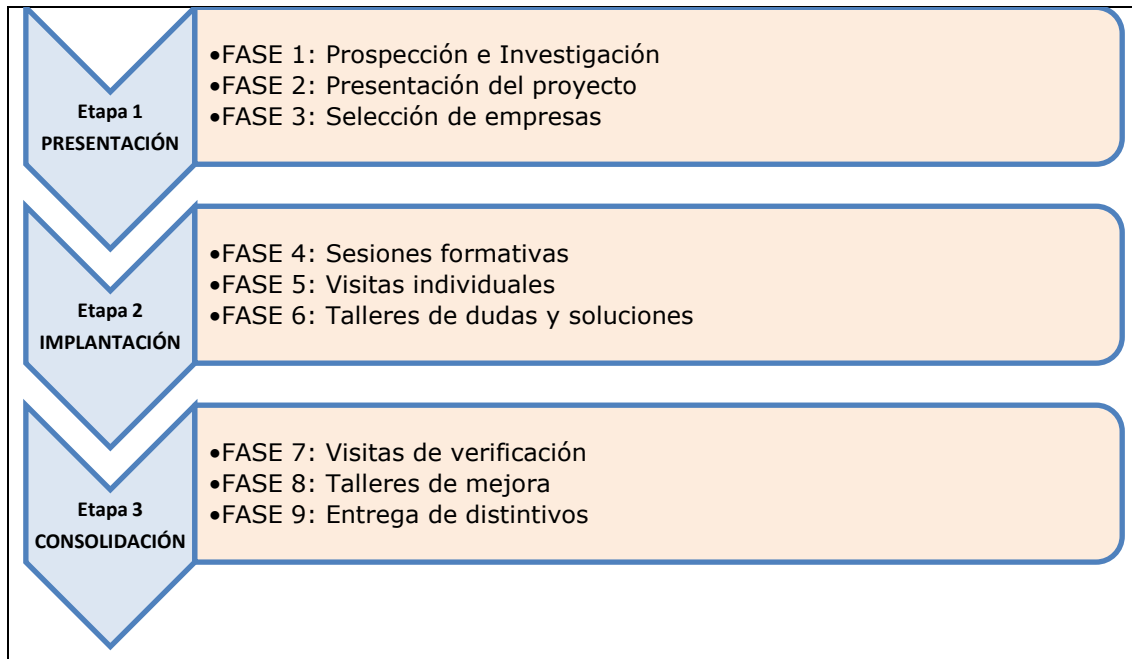 Etapa 1
PRESENTACIÓN
•FASE 1: Prospección e Investigación
•FASE 2: Presentación del proyecto
•FASE 3: Selección de empresas
Etapa 2
IMPLANTACIÓN
•FASE 4: Sesiones formativas
•FASE 5: Visitas individuales
•FASE 6: Talleres de dudas y soluciones
Etapa 3
CONSOLIDACIÓN
•FASE 7: Visitas de verificación
•FASE 8: Talleres de mejora
•FASE 9: Entrega de distintivos